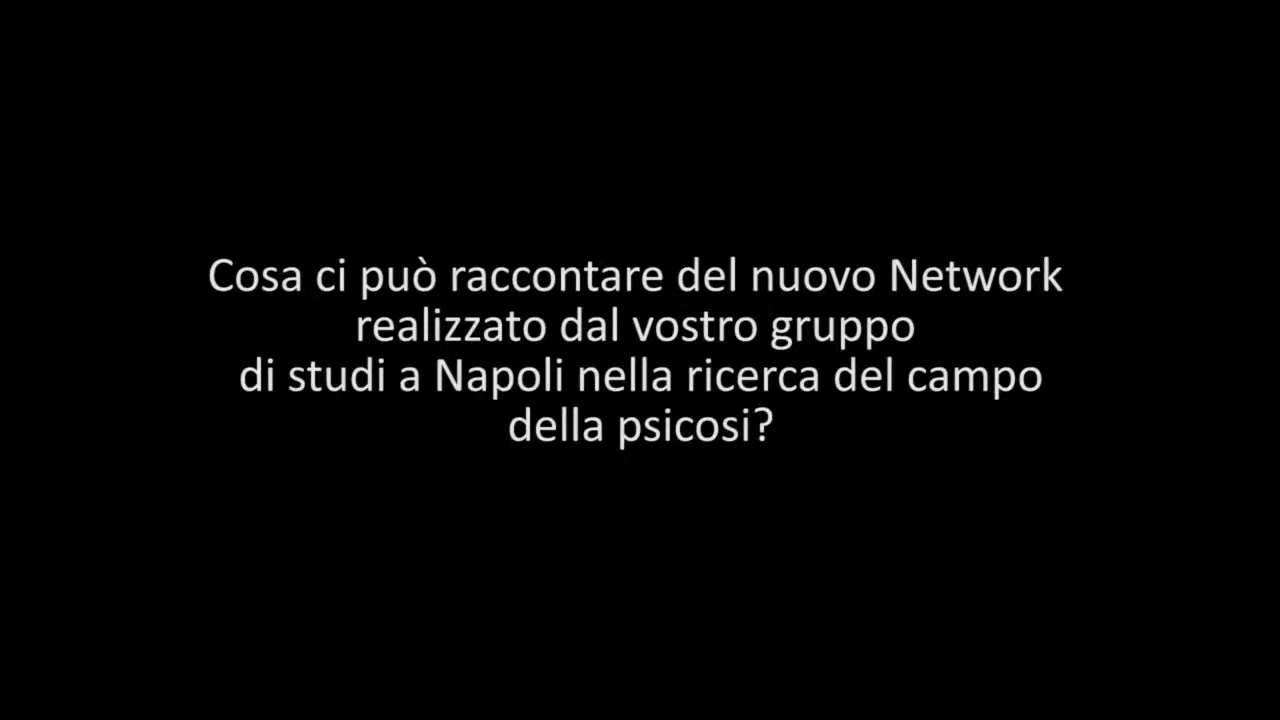 Cosa ci può raccontare del nuovo Network
realizzato dal vostro gruppo
di studi a Napoli nella ricerca del campo
della psicosi?